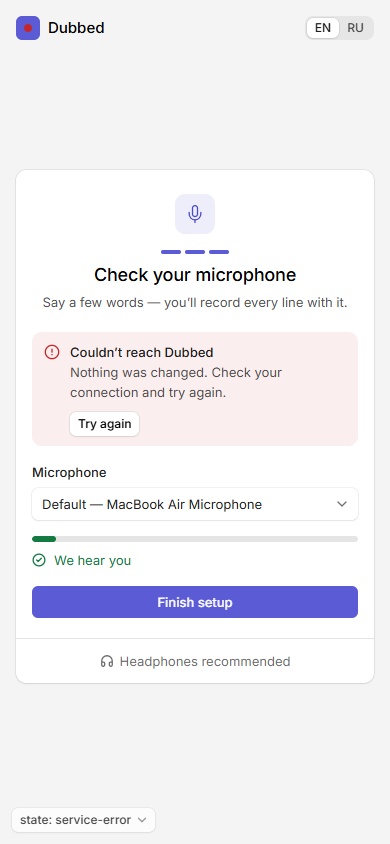 Dubbed
EN RU
Check your microphone
Say a few words — you’ll record every line with it.
Couldn’t reach Dubbed
Nothing was changed. Check your
connection and try again.
Try again
Microphone
Default — MacBook Air Microphone
We hear you
Finish setup
Headphones recommended
state: service-error